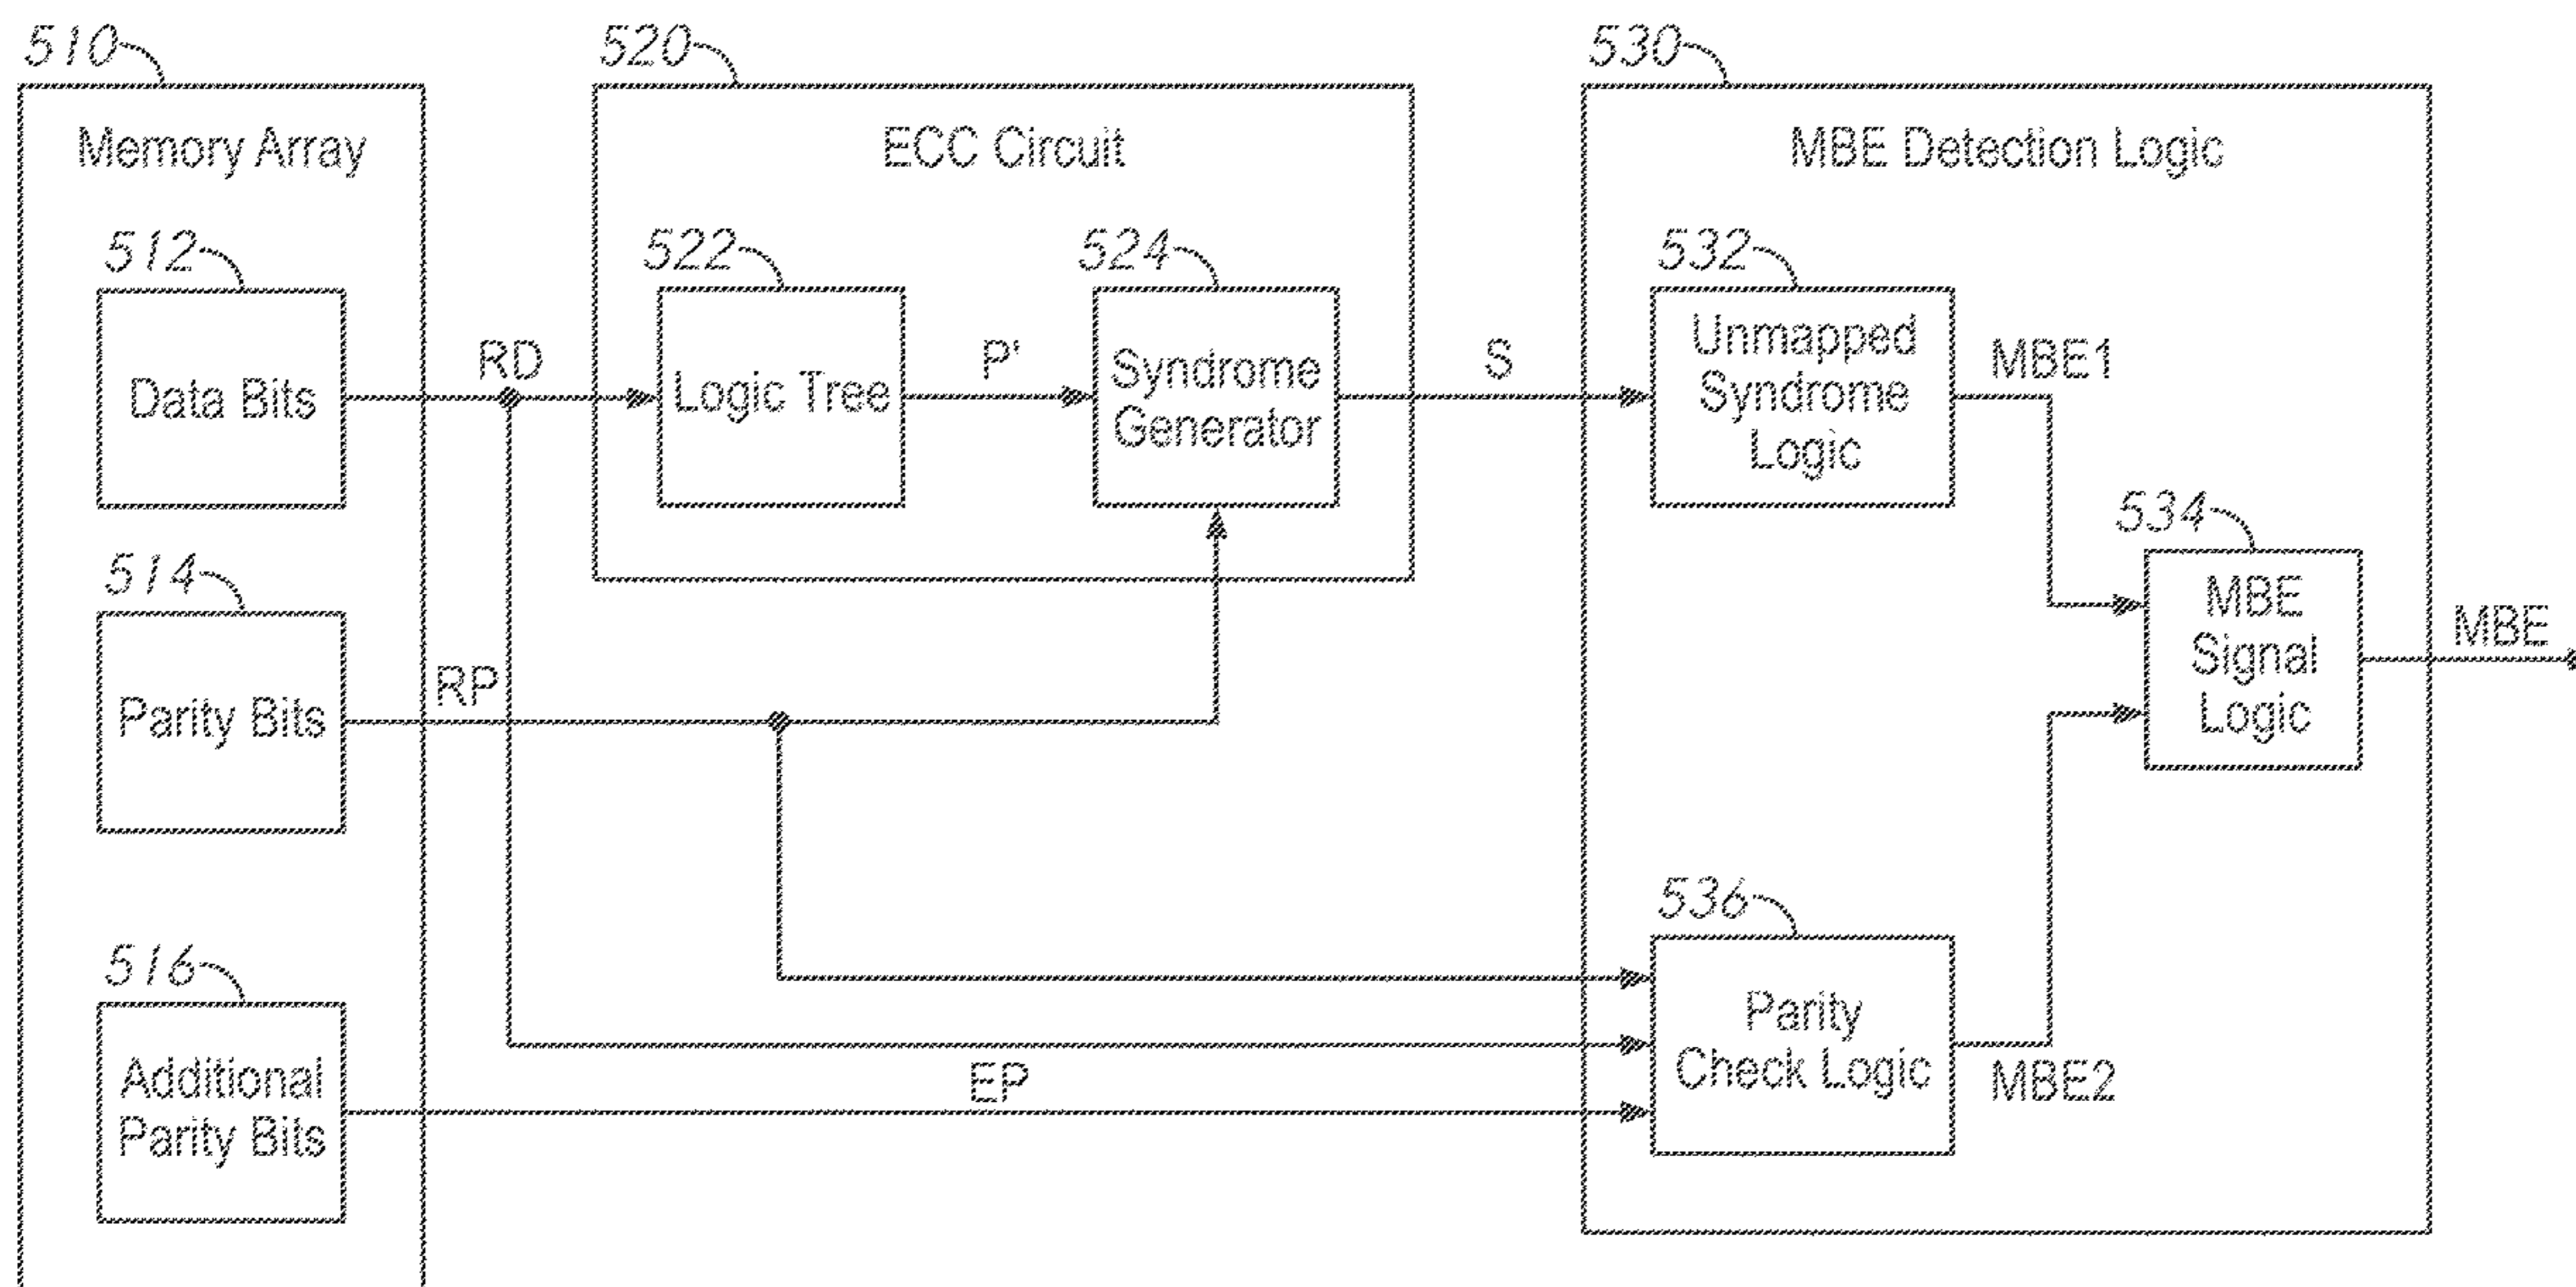 510
520
530
Memory Array
ECC Circuit
MBE Detection Logic
512
522
524
532
Data Bits
RD
Logic Tree
P'
Syndrome
Generator
S
Unmapped
Syndrome
Logic
MBE1
514
534
Parity Bits
RP
MBE
Signal
Logic
MBE
516
536
Additional
Parity Bits
EP
Parity
Check Logic
MBE2